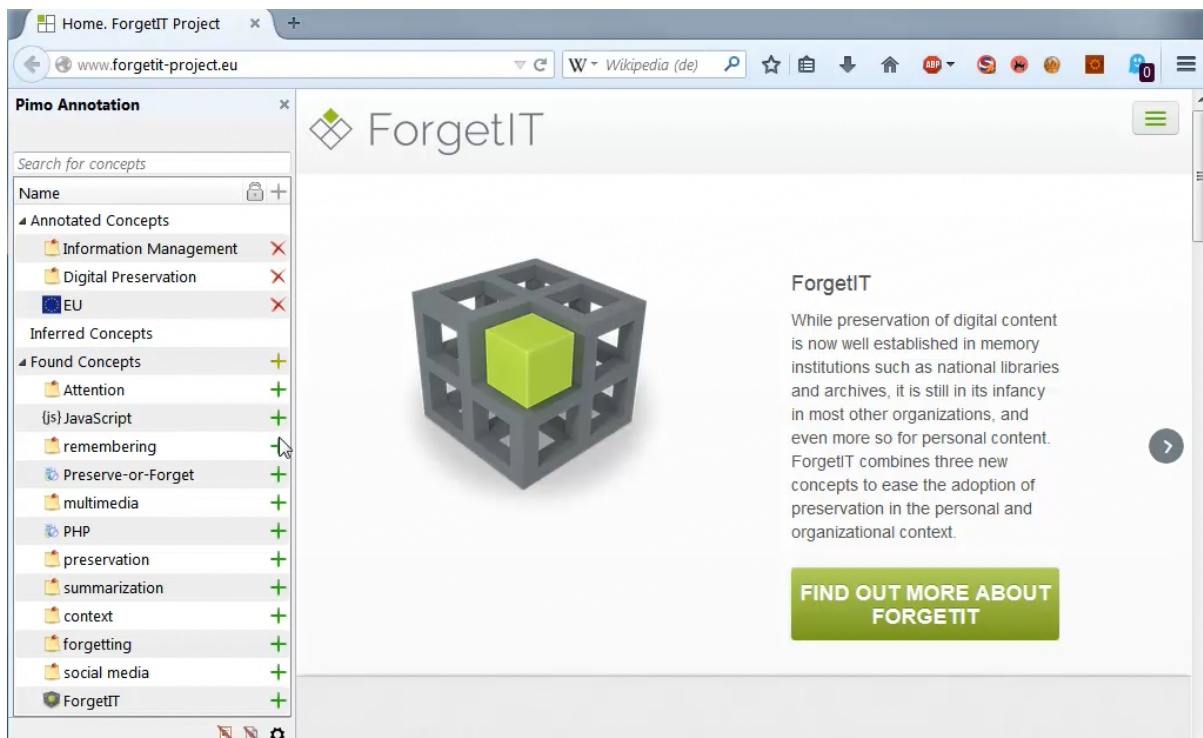 Home. ForgetIT Project
www.forgetit-project.eu
W Wikipedia (de)
ABP
0
Pimo Annotation
Search for concepts
Name
Annotated Concepts
Information Management
Digital Preservation
EU
Inferred Concepts
Found Concepts
Attention
{js} JavaScript
remembering
Preserve-or-Forget
multimedia
PHP
preservation
summarization
context
forgetting
social media
ForgetIT
ForgetIT
ForgetIT
While preservation of digital content
is now well established in memory
institutions such as national libraries
and archives, it is still in its infancy
in most other organizations, and
even more so for personal content.
ForgetIT combines three new
concepts to ease the adoption of
preservation in the personal and
organizational context.
FIND OUT MORE ABOUT
FORGETIT